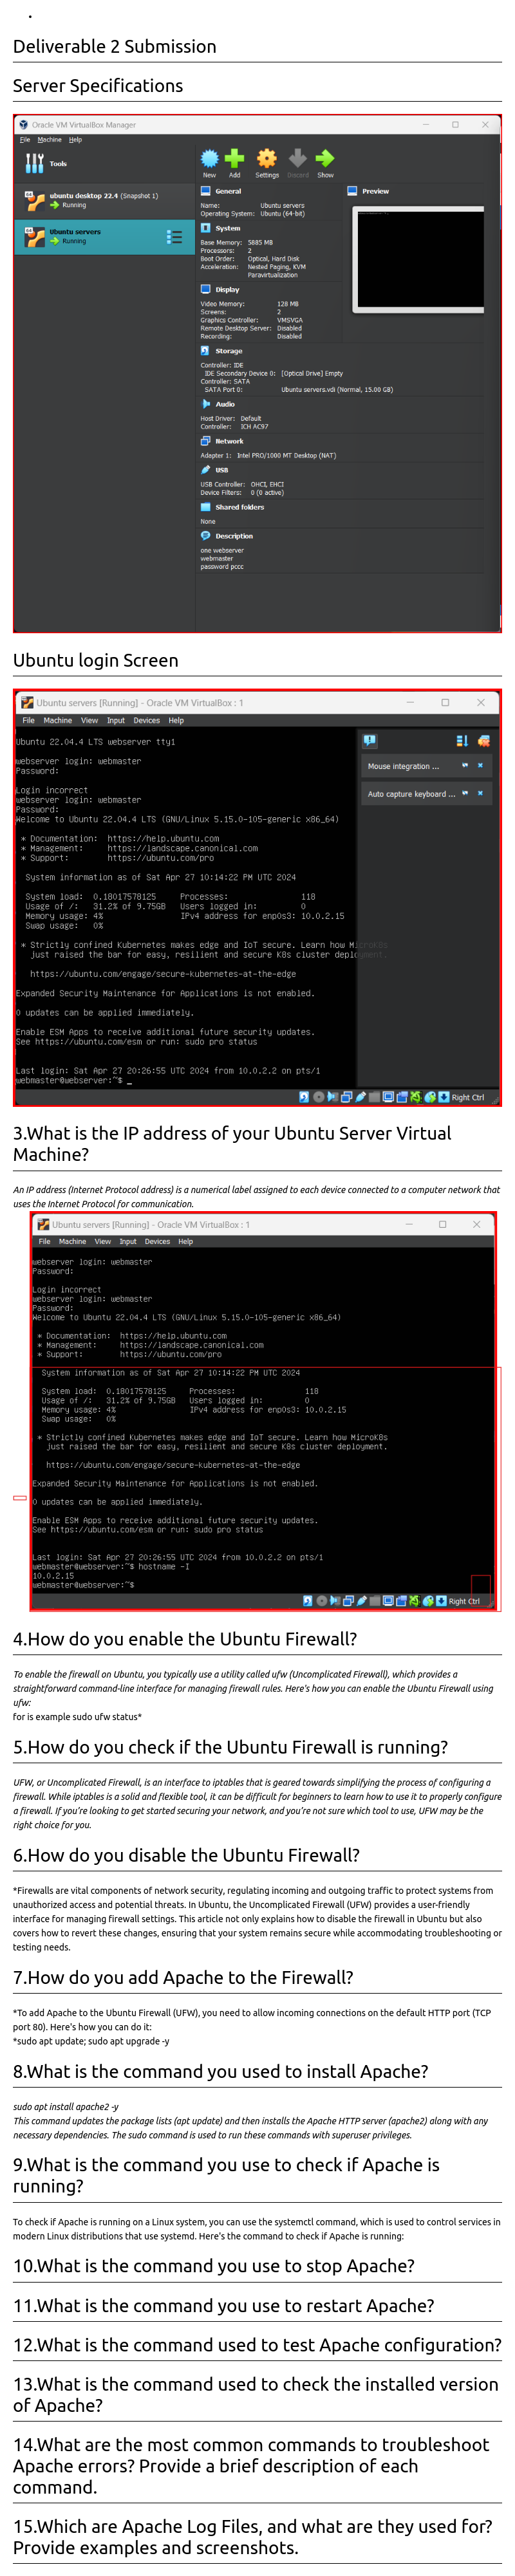 Deliverable 2 Submission
Server Specifications
Oracle VM VirtualBox Manager
File Machine Help
Tools
New Add Settings Discard Show
ubuntu desktop 22.4 (Snapshot 1)
Running
Ubuntu servers
Running
General
Name: Ubuntu servers
Operating System: Ubuntu (64-bit)
Preview
System
Base Memory: 5885 MB
Processors: 2
Boot Order: Optical, Hard Disk
Acceleration: Nested Paging, KVM
Paravirtualization
Display
Video Memory: 128 MB
Screens: 2
Graphics Controller: VMSVGA
Remote Desktop Server: Disabled
Recording: Disabled
Storage
Controller: IDE
IDE Secondary Device 0: [Optical Drive] Empty
Controller: SATA
SATA Port 0: Ubuntu servers.vdi (Normal, 15.00 GB)
Audio
Host Driver: Default
Controller: ICH AC97
Network
Adapter 1: Intel PRO/1000 MT Desktop (NAT)
USB
USB Controller: OHCI, EHCI
Device Filters: 0 (0 active)
Shared folders
None
Description
one webserver
webmaster
password pccc
Ubuntu login Screen
Ubuntu servers [Running] - Oracle VM VirtualBox : 1
File Machine View Input Devices Help
Ubuntu 22.04.4 LTS webserver tty1
webserver login: webmaster
Password:
Login incorrect
webserver login: webmaster
Password:
Welcome to Ubuntu 22.04.4 LTS (GNU/Linux 5.15.0-105-generic x86_64)
* Documentation: https://help.ubuntu.com
* Management: https://landscape.canonical.com
* Support: https://ubuntu.com/pro
System information as of Sat Apr 27 10:14:22 PM UTC 2024
System load: 0.18017578125 Processes: 118
Usage of /: 31.2% of 9.75GB Users logged in: 0
Memory usage: 4% IPv4 address for enp0s3: 10.0.2.15
Swap usage: 0%
* Strictly confined Kubernetes makes edge and IoT secure. Learn how MicroK8s
just raised the bar for easy, resilient and secure K8s cluster deployment.
https://ubuntu.com/engage/secure-kubernetes-at-the-edge
Expanded Security Maintenance for Applications is not enabled.
0 updates can be applied immediately.
Enable ESM Apps to receive additional future security updates.
See https://ubuntu.com/esm or run: sudo pro status
Last login: Sat Apr 27 20:26:55 UTC 2024 from 10.0.2.2 on pts/1
webmaster@webserver:~$ _
Mouse integration ...
Auto capture keyboard ...
Right Ctrl
3.What is the IP address of your Ubuntu Server Virtual
Machine?
An IP address (Internet Protocol address) is a numerical label assigned to each device connected to a computer network that
uses the Internet Protocol for communication.
Ubuntu servers [Running] - Oracle VM VirtualBox : 1
File Machine View Input Devices Help
webserver login: webmaster
Password:
Login incorrect
webserver login: webmaster
Password:
Welcome to Ubuntu 22.04.4 LTS (GNU/Linux 5.15.0-105-generic x86_64)
* Documentation: https://help.ubuntu.com
* Management: https://landscape.canonical.com
* Support: https://ubuntu.com/pro
System information as of Sat Apr 27 10:14:22 PM UTC 2024
System load: 0.18017578125 Processes: 118
Usage of /: 31.2% of 9.75GB Users logged in: 0
Memory usage: 4% IPv4 address for enp0s3: 10.0.2.15
Swap usage: 0%
* Strictly confined Kubernetes makes edge and IoT secure. Learn how MicroK8s
just raised the bar for easy, resilient and secure K8s cluster deployment.
https://ubuntu.com/engage/secure-kubernetes-at-the-edge
Expanded Security Maintenance for Applications is not enabled.
0 updates can be applied immediately.
Enable ESM Apps to receive additional future security updates.
See https://ubuntu.com/esm or run: sudo pro status
Last login: Sat Apr 27 20:26:55 UTC 2024 from 10.0.2.2 on pts/1
webmaster@webserver:~$ hostname -I
10.0.2.15
webmaster@webserver:~$
Right Ctrl
4.How do you enable the Ubuntu Firewall?
To enable the firewall on Ubuntu, you typically use a utility called ufw (Uncomplicated Firewall), which provides a
straightforward command-line interface for managing firewall rules. Here's how you can enable the Ubuntu Firewall using
ufw:
for is example sudo ufw status*
5.How do you check if the Ubuntu Firewall is running?
UFW, or Uncomplicated Firewall, is an interface to iptables that is geared towards simplifying the process of configuring a
firewall. While iptables is a solid and flexible tool, it can be difficult for beginners to learn how to use it to properly configure
a firewall. If you're looking to get started securing your network, and you're not sure which tool to use, UFW may be the
right choice for you.
6.How do you disable the Ubuntu Firewall?
*Firewalls are vital components of network security, regulating incoming and outgoing traffic to protect systems from
unauthorized access and potential threats. In Ubuntu, the Uncomplicated Firewall (UFW) provides a user-friendly
interface for managing firewall settings. This article not only explains how to disable the firewall in Ubuntu but also
covers how to revert these changes, ensuring that your system remains secure while accommodating troubleshooting or
testing needs.
7.How do you add Apache to the Firewall?
*To add Apache to the Ubuntu Firewall (UFW), you need to allow incoming connections on the default HTTP port (TCP
port 80). Here's how you can do it:
*sudo apt update; sudo apt upgrade -y
8.What is the command you used to install Apache?
sudo apt install apache2 -y
This command updates the package lists (apt update) and then installs the Apache HTTP server (apache2) along with any
necessary dependencies. The sudo command is used to run these commands with superuser privileges.
9.What is the command you use to check if Apache is
running?
To check if Apache is running on a Linux system, you can use the systemctl command, which is used to control services in
modern Linux distributions that use systemd. Here's the command to check if Apache is running:
10.What is the command you use to stop Apache?
11.What is the command you use to restart Apache?
12.What is the command used to test Apache configuration?
13.What is the command used to check the installed version
of Apache?
14.What are the most common commands to troubleshoot
Apache errors? Provide a brief description of each
command.
15.Which are Apache Log Files, and what are they used for?
Provide examples and screenshots.